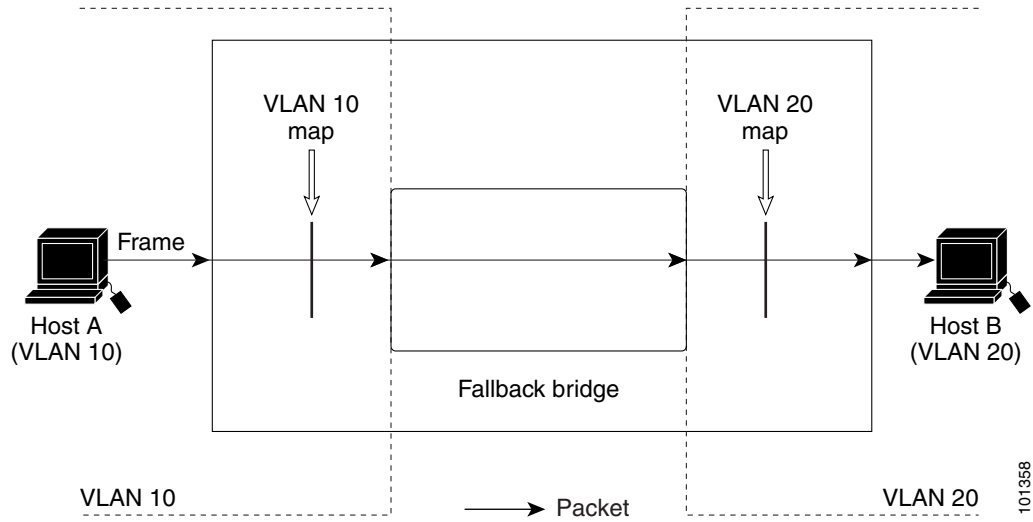 VLAN 10
map
VLAN 20
map
Frame
Host A
(VLAN 10)
Host B
(VLAN 20)
Fallback bridge
VLAN 10
Packet
VLAN 20
101358